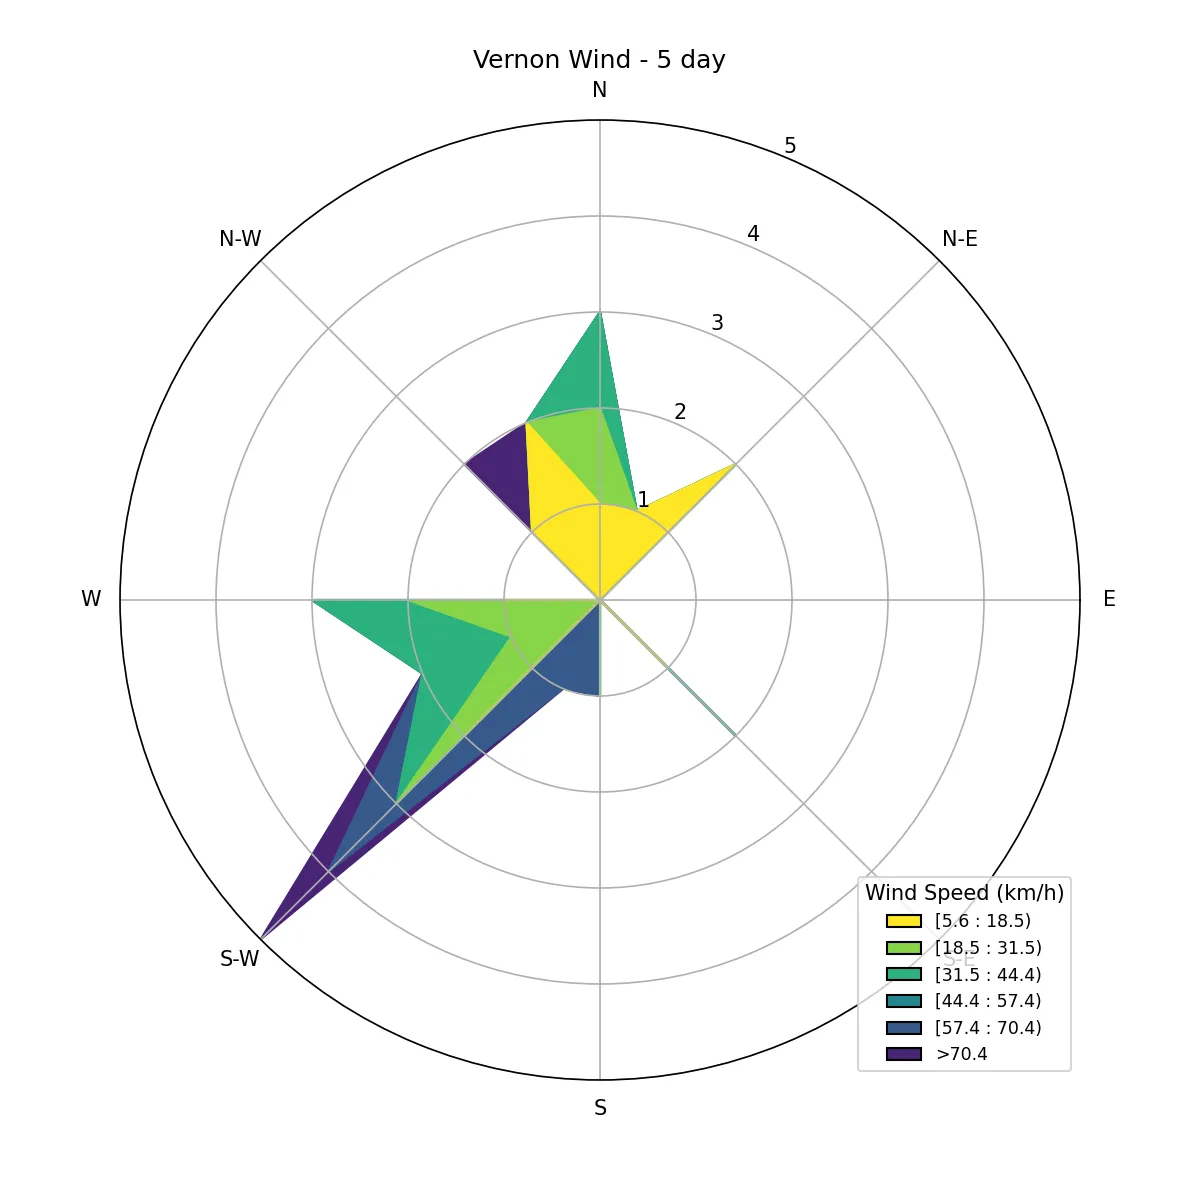 Vernon Wind - 5 day
N
5
N-W
N-E
4
3
2
1
W
E
S-W
S-E
S
Wind Speed (km/h)
[5.6 : 18.5)
[18.5 : 31.5)
[31.5 : 44.4)
[44.4 : 57.4)
[57.4 : 70.4)
>70.4